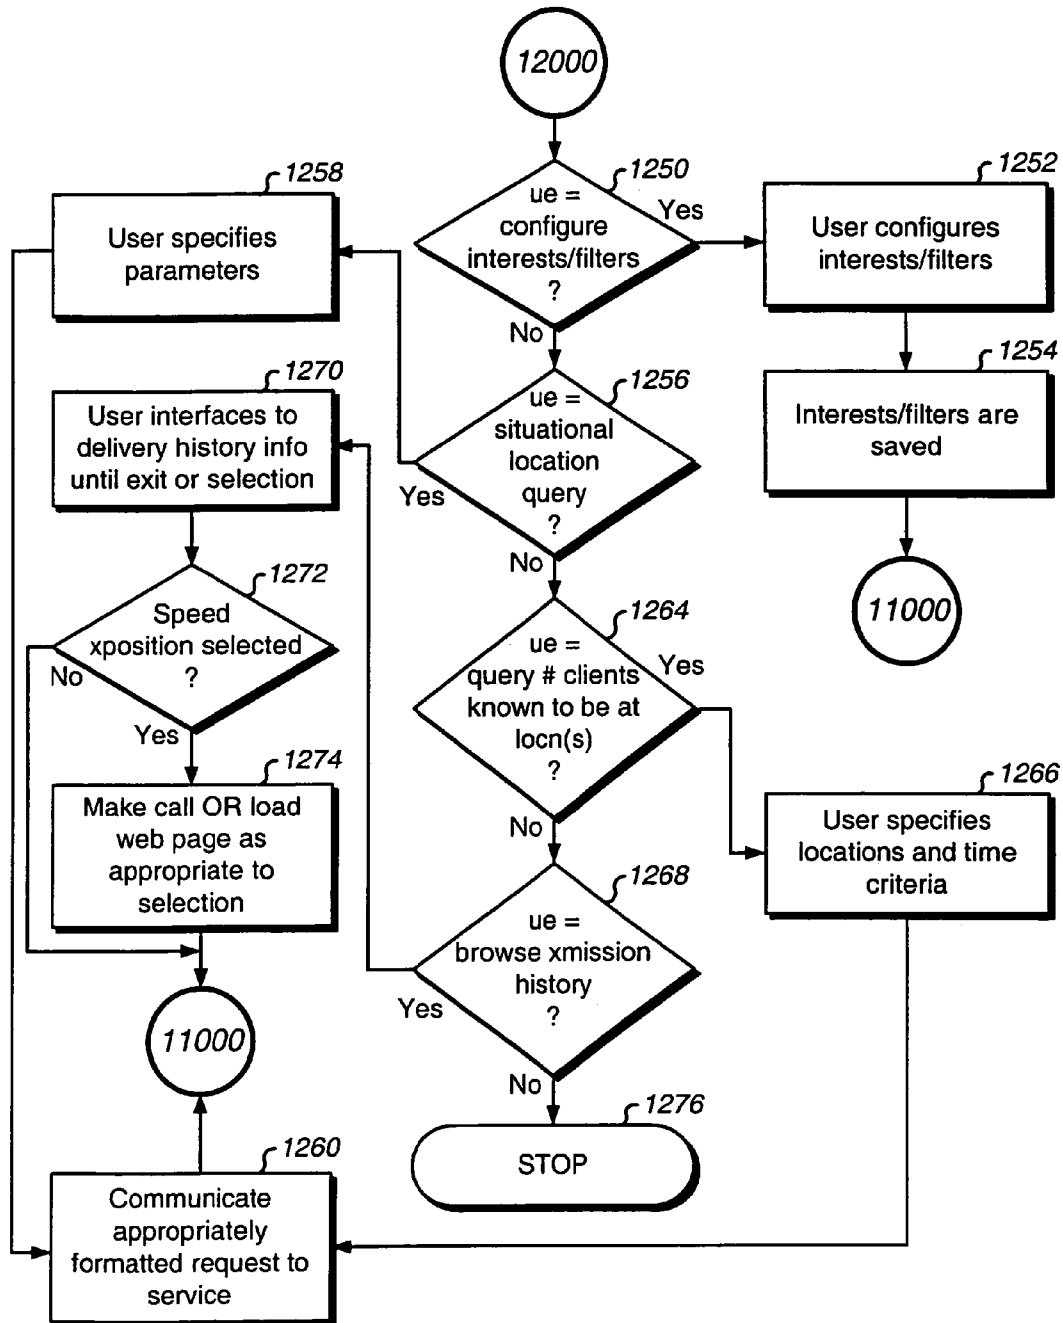 12000
1250
ue =
configure
interests/filters
?
Yes
No
1252
User configures
interests/filters
1254
Interests/filters are
saved
11000
1258
User specifies
parameters
1256
ue =
situational
location
query
?
Yes
No
1270
User interfaces to
delivery history info
until exit or selection
1272
Speed
xposition selected
?
No
Yes
1274
Make call OR load
web page as
appropriate to
selection
11000
1264
ue =
query # clients
known to be at
locn(s)
?
Yes
No
1266
User specifies
locations and time
criteria
1268
ue =
browse xmission
history
?
Yes
No
1276
STOP
1260
Communicate
appropriately
formatted request to
service